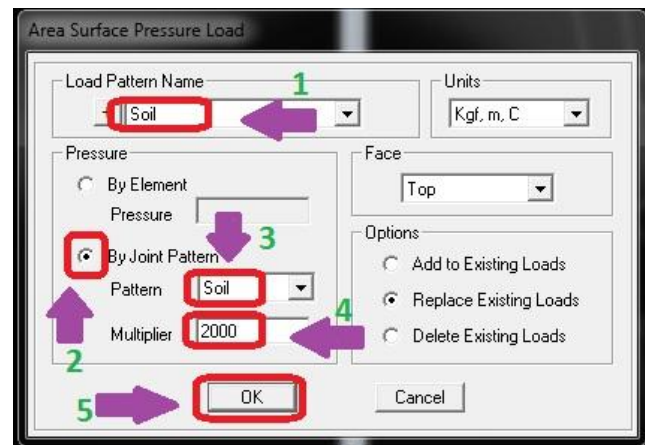 Area Surface Pressure Load
Load Pattern Name
1
Units
+
Soil
Kgf, m, C
Pressure
Face
By Element
Top
Pressure
3
Options
By Joint Pattern
Add to Existing Loads
Pattern
Soil
Replace Existing Loads
4
Multiplier
2000
Delete Existing Loads
2
5
OK
Cancel